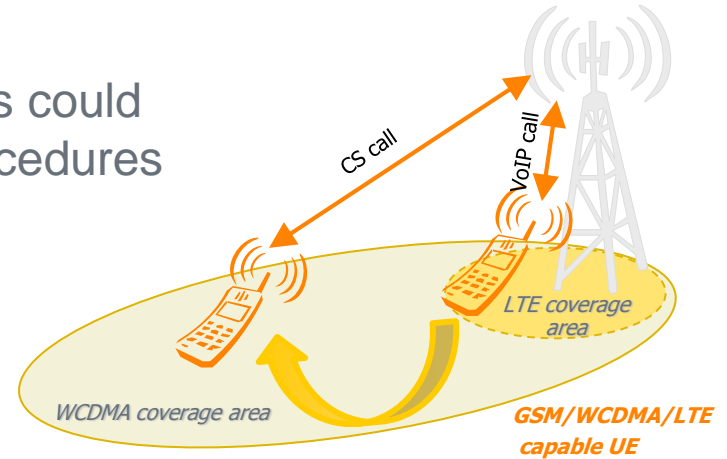 s could
cedures
CS call
VoIP call
LTE coverage
area
WCDMA coverage area
GSM/WCDMA/LTE
capable UE